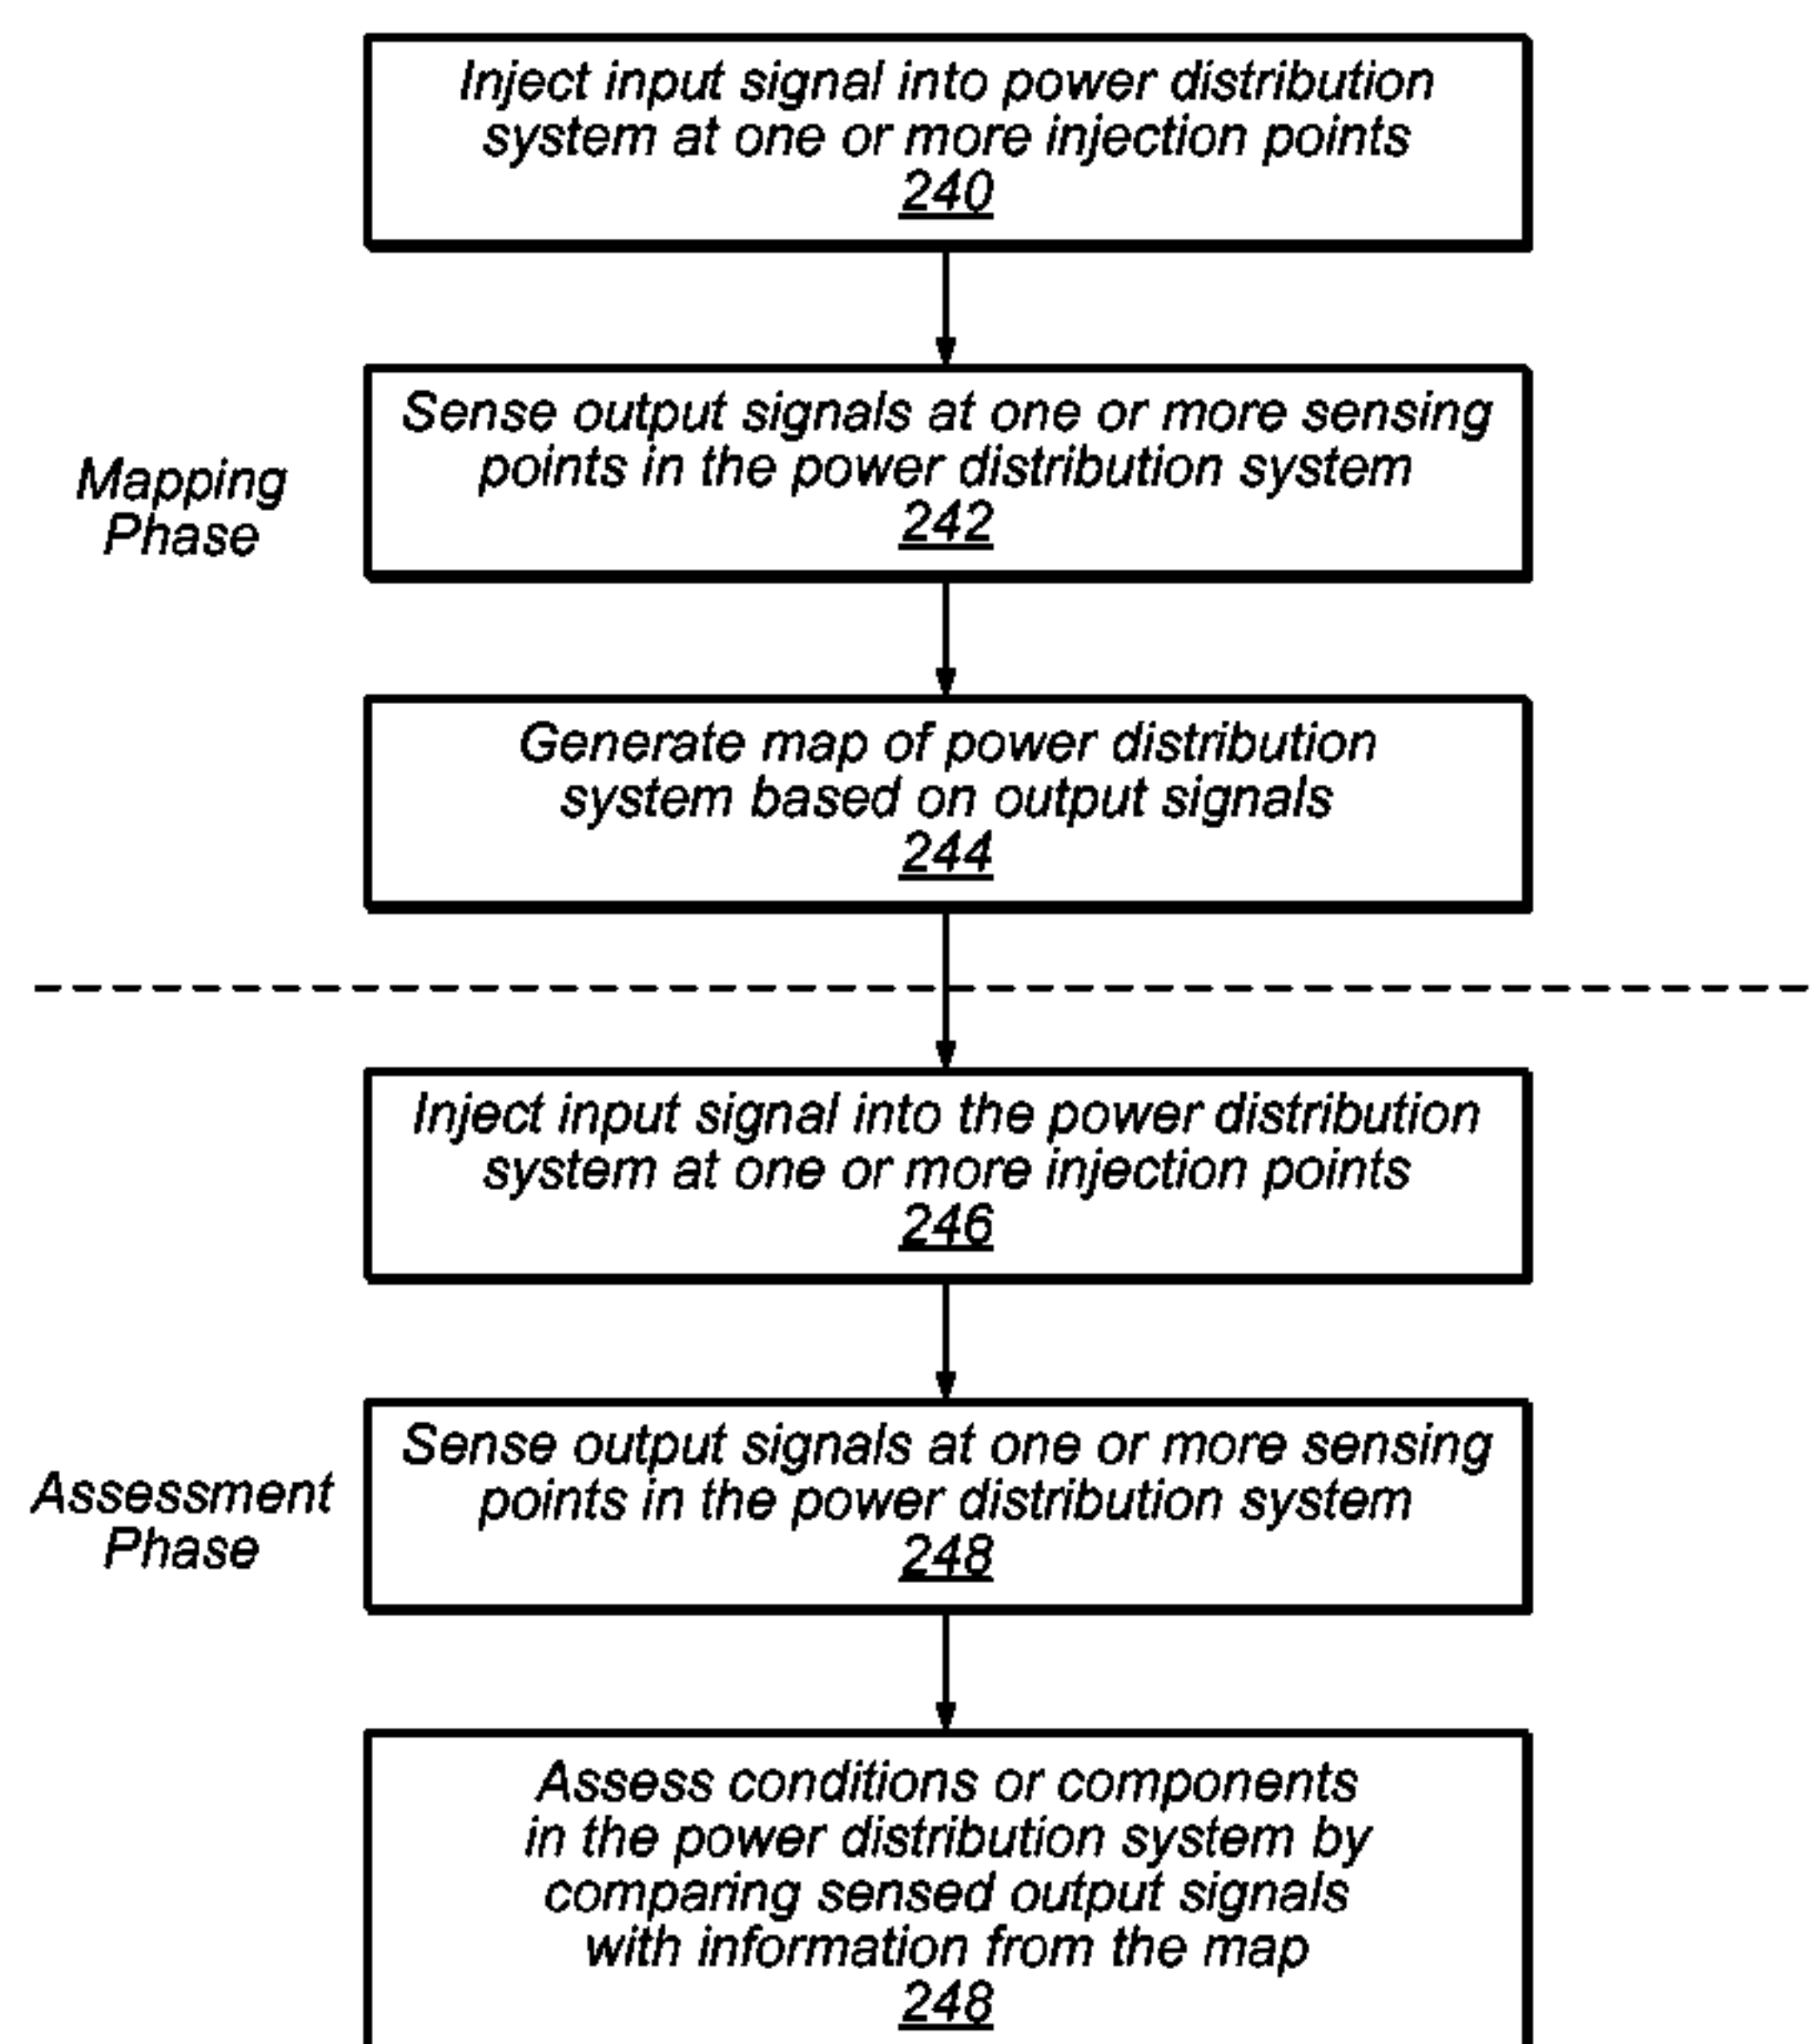 Inject input signal into power distribution
system at one or more injection points
240
Sense output signals at one or more sensing
points in the power distribution system
242
Mapping
Phase
Generate map of power distribution
system based on output signals
244
Inject input signal into the power distribution
system at one or more injection points
246
Sense output signals at one or more sensing
points in the power distribution system
248
Assessment
Phase
Assess conditions or components
in the power distribution system by
comparing sensed output signals
with information from the map
248